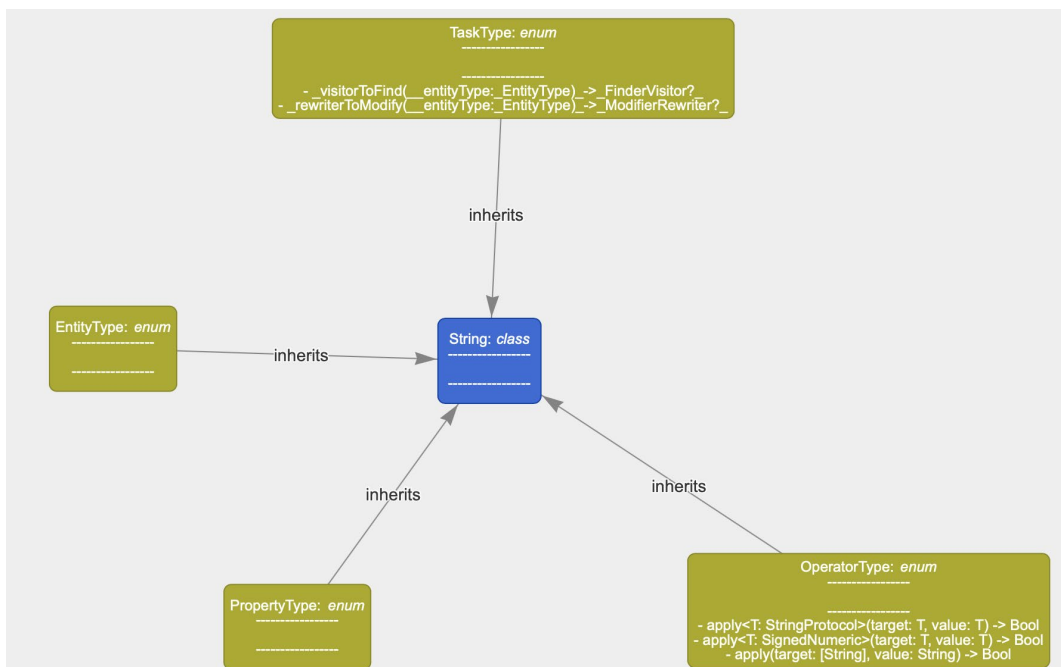 TaskType: enum
-----------------
-----------------
- _visitorToFind(__entityType:_EntityType)_->_FinderVisitor?_
- _rewriterToModify(__entityType:_EntityType)_->_ModifierRewriter?_
inherits
EntityType: enum
-----------------
-----------------
inherits
String: class
-----------------
-----------------
inherits
inherits
PropertyType: enum
-----------------
-----------------
OperatorType: enum
-----------------
-----------------
- apply<T: StringProtocol>(target: T, value: T) -> Bool
- apply<T: SignedNumeric>(target: T, value: T) -> Bool
- apply(target: [String], value: String) -> Bool